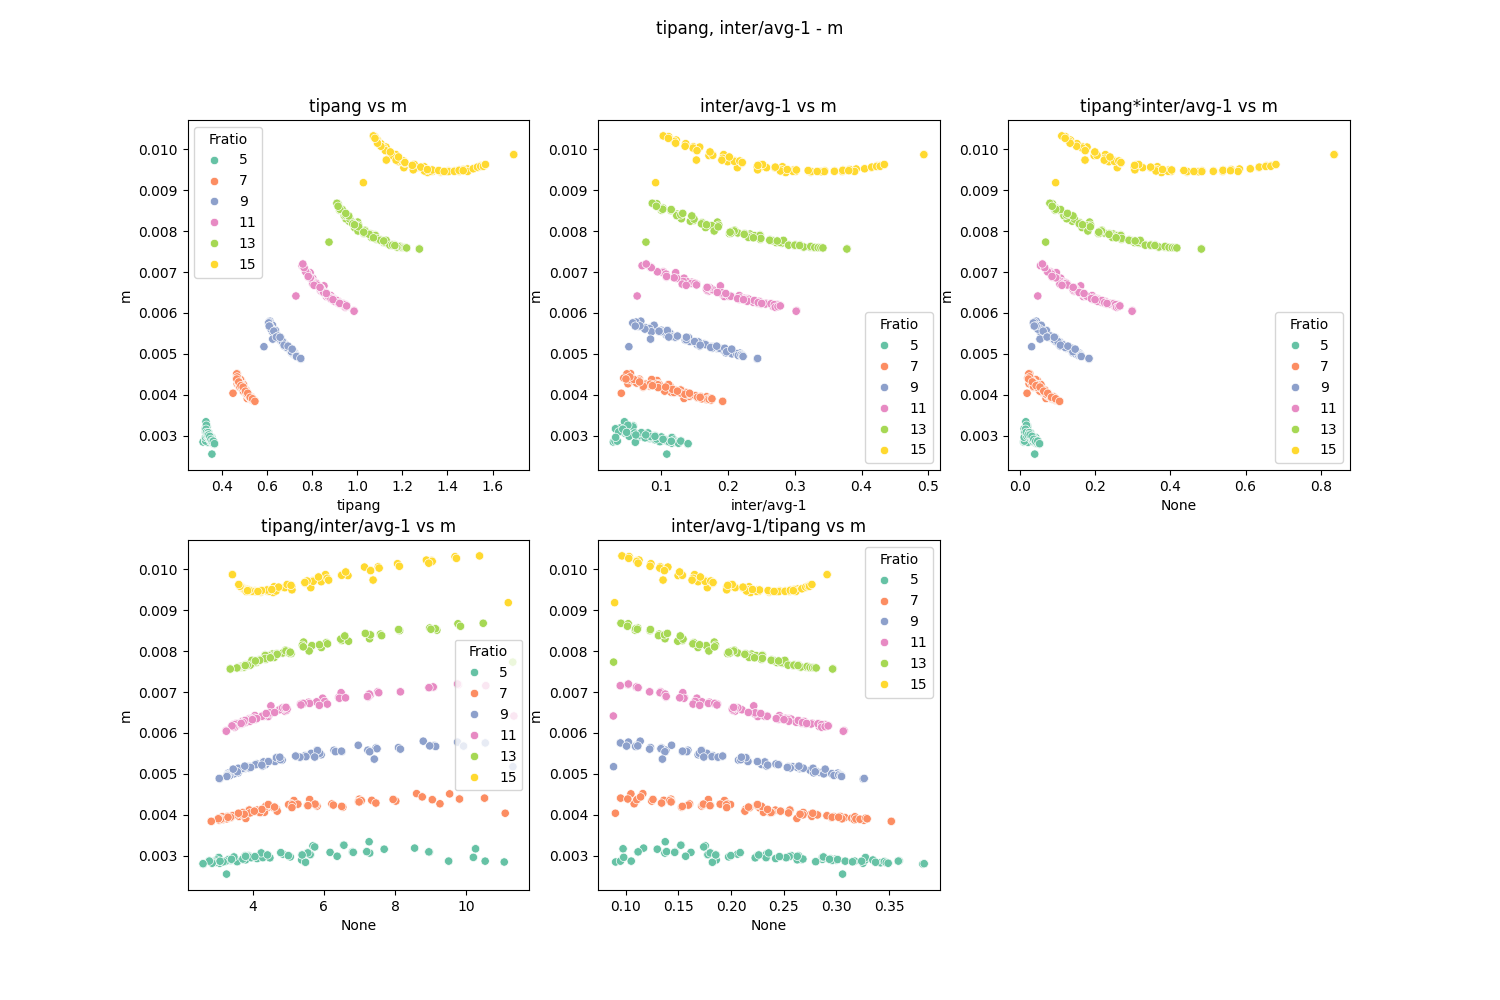 tipang, inter/avg-1 - m
tipang vs m
m
0.010
0.009
0.008
0.007
0.006
0.005
0.004
0.003
Fratio
5
7
9
11
13
15
0.4 0.6 0.8 1.0 1.2 1.4 1.6
tipang
inter/avg-1 vs m
m
0.010
0.009
0.008
0.007
0.006
0.005
0.004
0.003
Fratio
5
7
9
11
13
15
0.1 0.2 0.3 0.4 0.5
inter/avg-1
tipang*inter/avg-1 vs m
m
0.010
0.009
0.008
0.007
0.006
0.005
0.004
0.003
Fratio
5
7
9
11
13
15
0.0 0.2 0.4 0.6 0.8
None
tipang/inter/avg-1 vs m
m
0.010
0.009
0.008
0.007
0.006
0.005
0.004
0.003
Fratio
5
7
9
11
13
15
4 6 8 10
None
inter/avg-1/tipang vs m
m
0.010
0.009
0.008
0.007
0.006
0.005
0.004
0.003
Fratio
5
7
9
11
13
15
0.10 0.15 0.20 0.25 0.30 0.35
None